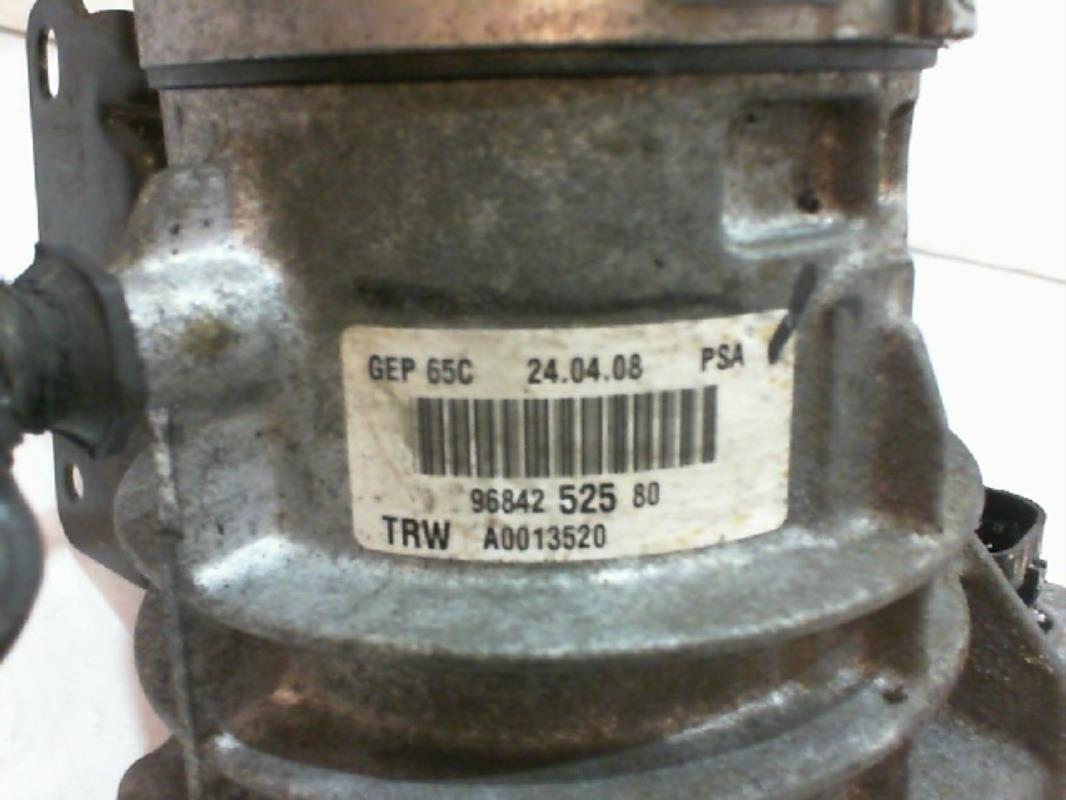 GEP 65C 24.04.08 PSA
96842 525 80
TRW A0013520